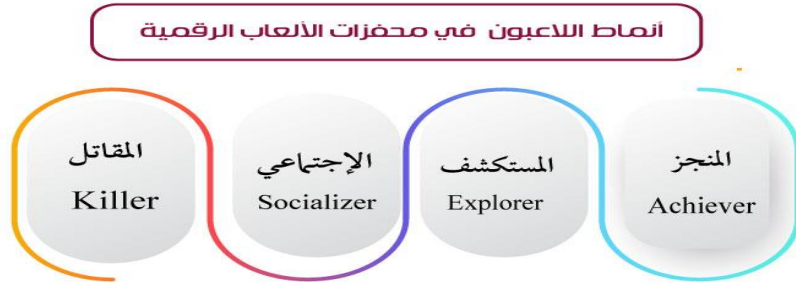 أنماط اللاعبون في محفزات الألعاب الرقمية
المنجز
Achiever
المستكشف
Explorer
الإجتماعي
Socializer
المقاتل
Killer